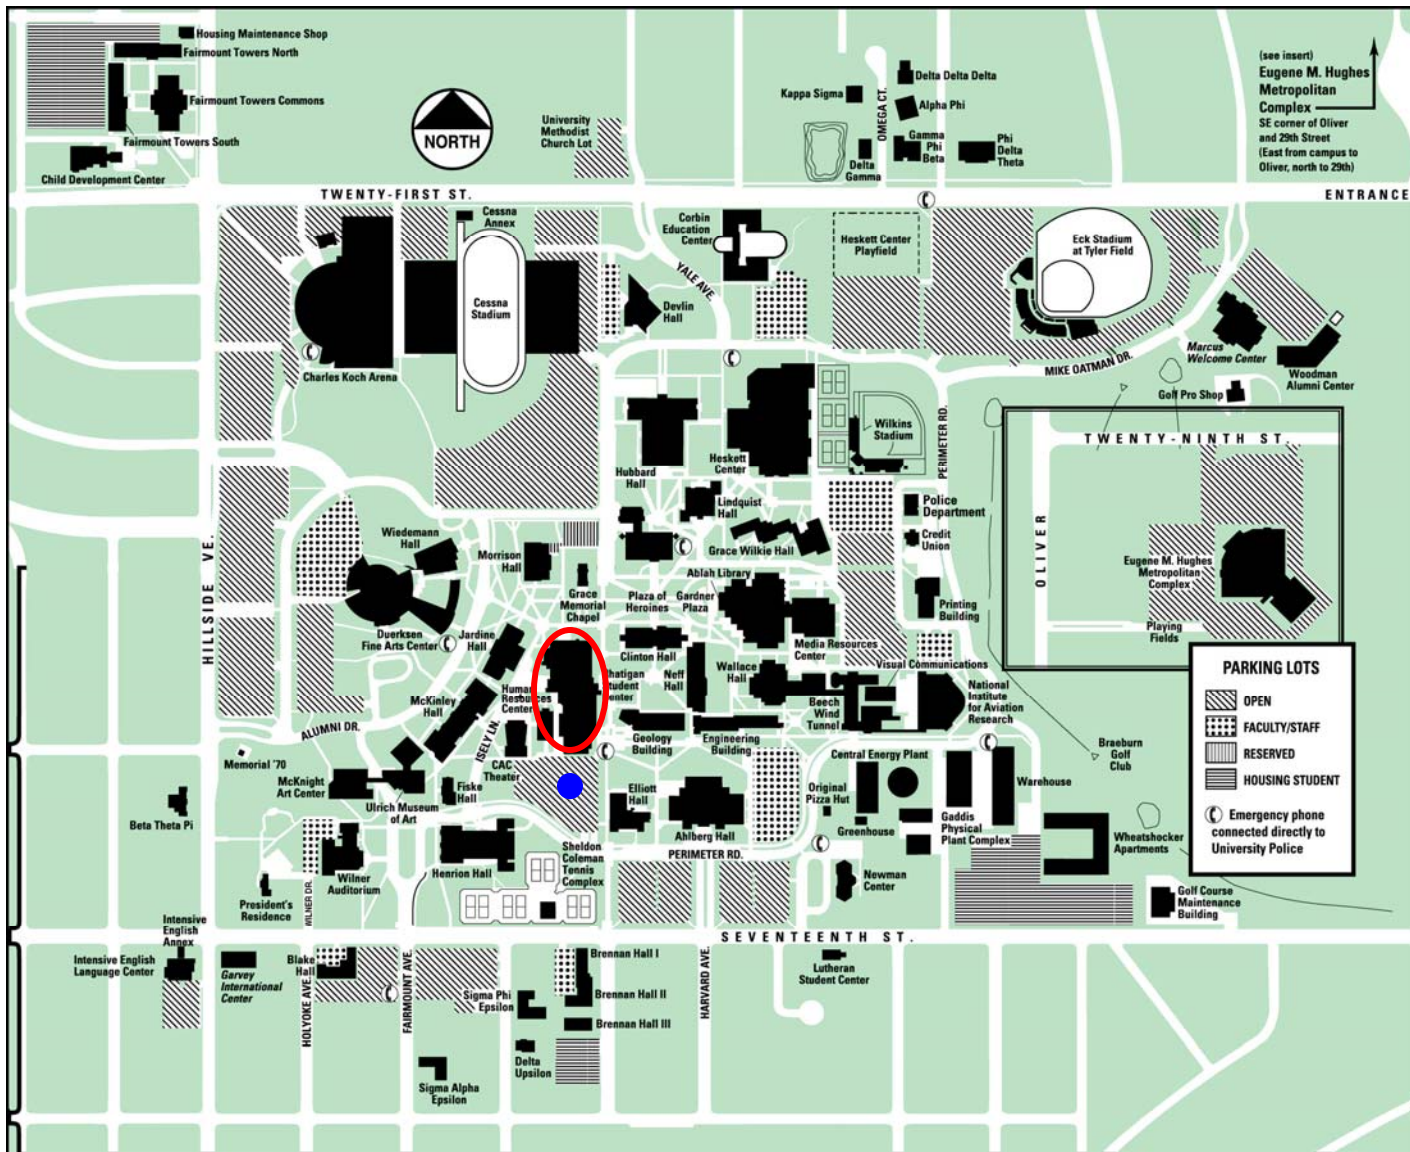 Housing Maintenance Shop
Fairmount Towers North
Fairmount Towers Commons
Fairmount Towers South
Child Development Center
NORTH
University
Methodist
Church Lot
Kappa Sigma
OMEGA CT.
Delta Delta Delta
Alpha Phi
Gamma
Phi
Beta
Delta
Gamma
Phi
Delta
Theta
(see insert)
Eugene M. Hughes
Metropolitan
Complex
SE corner of Oliver
and 29th Street
(East from campus to
Oliver, north to 29th)
TWENTY-FIRST ST.
ENTRANCE
Cessna
Annex
Corbin
Education
Center
Heskett Center
Playfield
Eck Stadium
at Tyler Field
YALE AVE.
Cessna
Stadium
Devlin
Hall
Charles Koch Arena
MIKE OATMAN DR.
Marcus
Welcome Center
Woodman
Alumni Center
Golf Pro Shop
Wilkins
Stadium
PERIMETER RD.
TWENTY-NINTH ST.
Hubbard
Hall
Heskett
Center
Lindquist
Hall
Police
Department
Credit
Union
OLIVER
HILLSIDE VE.
Wiedemann
Hall
Morrison
Hall
Grace Wilkie Hall
Ablah Library
Eugene M. Hughes
Metropolitan
Complex
Grace
Memorial
Chapel
Plaza of
Heroines
Gardner
Plaza
Printing
Building
Playing
Fields
Duerksen
Fine Arts Center
Jardine
Hall
Clinton Hall
Media Resources
Center
Visual Communications
McKinley
Hall
Human
Resources
Center
hatigan
Student
enter
Neff
Hall
Wallace
Hall
Beech
Wind
Tunnel
National
Institute
for Aviation
Research
PARKING LOTS
OPEN
FACULTY/STAFF
RESERVED
HOUSING STUDENT
Emergency phone
connected directly to
University Police
ALUMNI DR.
ISELY LN.
Geology
Building
Engineering
Building
Memorial '70
CAC
Theater
Central Energy Plant
Braeburn
Golf
Club
McKnight
Art Center
Ulrich Museum
of Art
Fiske
Hall
Elliott
Hall
Original
Pizza Hut
Warehouse
Beta Theta Pi
Ahlberg Hall
Greenhouse
Gaddis
Physical
Plant Complex
Wheatshocker
Apartments
PERIMETER RD.
Wilner
Auditorium
Henrion Hall
Sheldon
Coleman
Tennis
Complex
Newman
Center
President's
Residence
WILNER DR.
Golf Course
Maintenance
Building
Intensive
English
Annex
SEVENTEENTH ST.
Intensive English
Language Center
Garvey
International
Center
Blake
Hall
HOLYOKE AVE.
FAIRMOUNT AVE.
Brennan Hall I
Brennan Hall II
Brennan Hall III
HARVARD AVE.
Lutheran
Student Center
Sigma Phi
Epsilon
Delta
Upsilon
Sigma Alpha
Epsilon